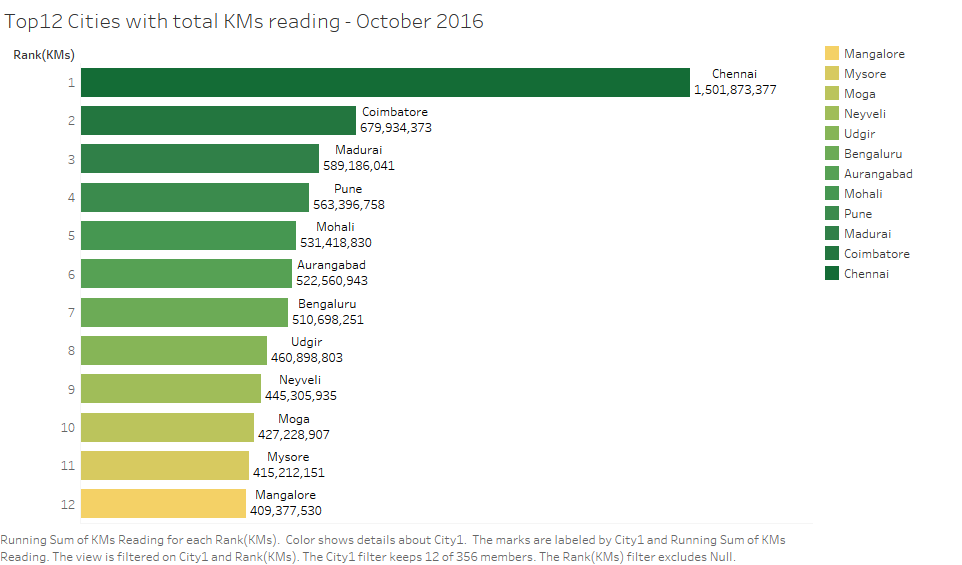 Top12 Cities with total KMs reading - October 2016
Rank(KMs)
1
Chennai
1,501,873,377
2
Coimbatore
679,934,373
3
Madurai
589,186,041
4
Pune
563,396,758
5
Mohali
531,418,830
6
Aurangabad
522,560,943
7
Bengaluru
510,698,251
8
Udgir
460,898,803
9
Neyveli
445,305,935
10
Moga
427,228,907
11
Mysore
415,212,151
12
Mangalore
409,377,530
Mangalore
Mysore
Moga
Neyveli
Udgir
Bengaluru
Aurangabad
Mohali
Pune
Madurai
Coimbatore
Chennai
Running Sum of KMs Reading for each Rank(KMs).  Color shows details about City1.  The marks are labeled by City1 and Running Sum of KMs
Reading. The view is filtered on City1 and Rank(KMs). The City1 filter keeps 12 of 356 members. The Rank(KMs) filter excludes Null.